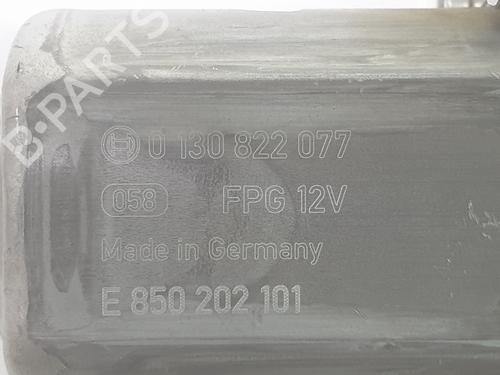 B-PARTS
0 130 822 077
058 FPG 12V
Made in Germany
E 850 202 101